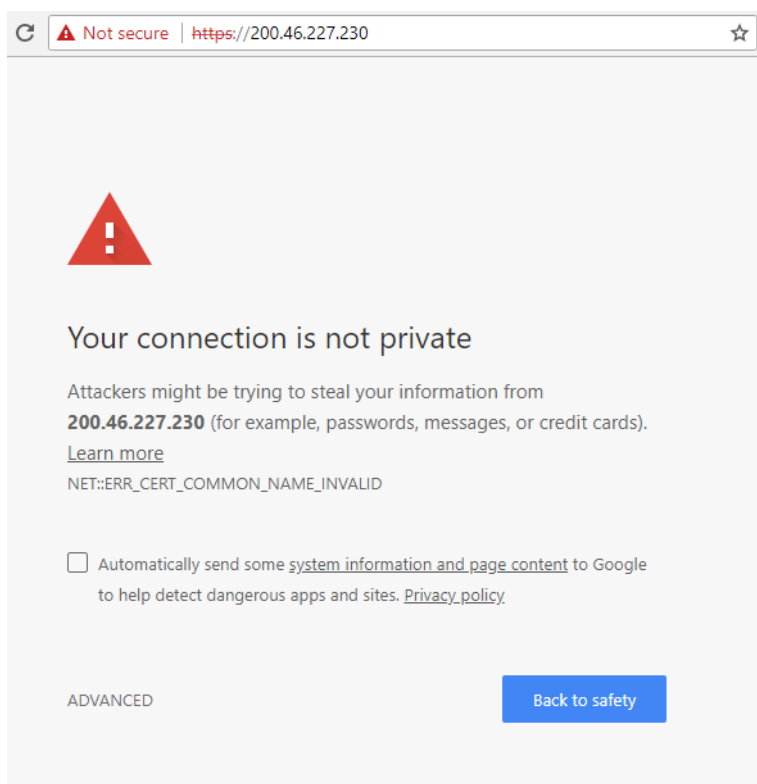 Not secure | https://200.46.227.230
Your connection is not private
Attackers might be trying to steal your information from
200.46.227.230 (for example, passwords, messages, or credit cards).
Learn more
NET::ERR_CERT_COMMON_NAME_INVALID
Automatically send some system information and page content to Google
to help detect dangerous apps and sites. Privacy policy
ADVANCED
Back to safety